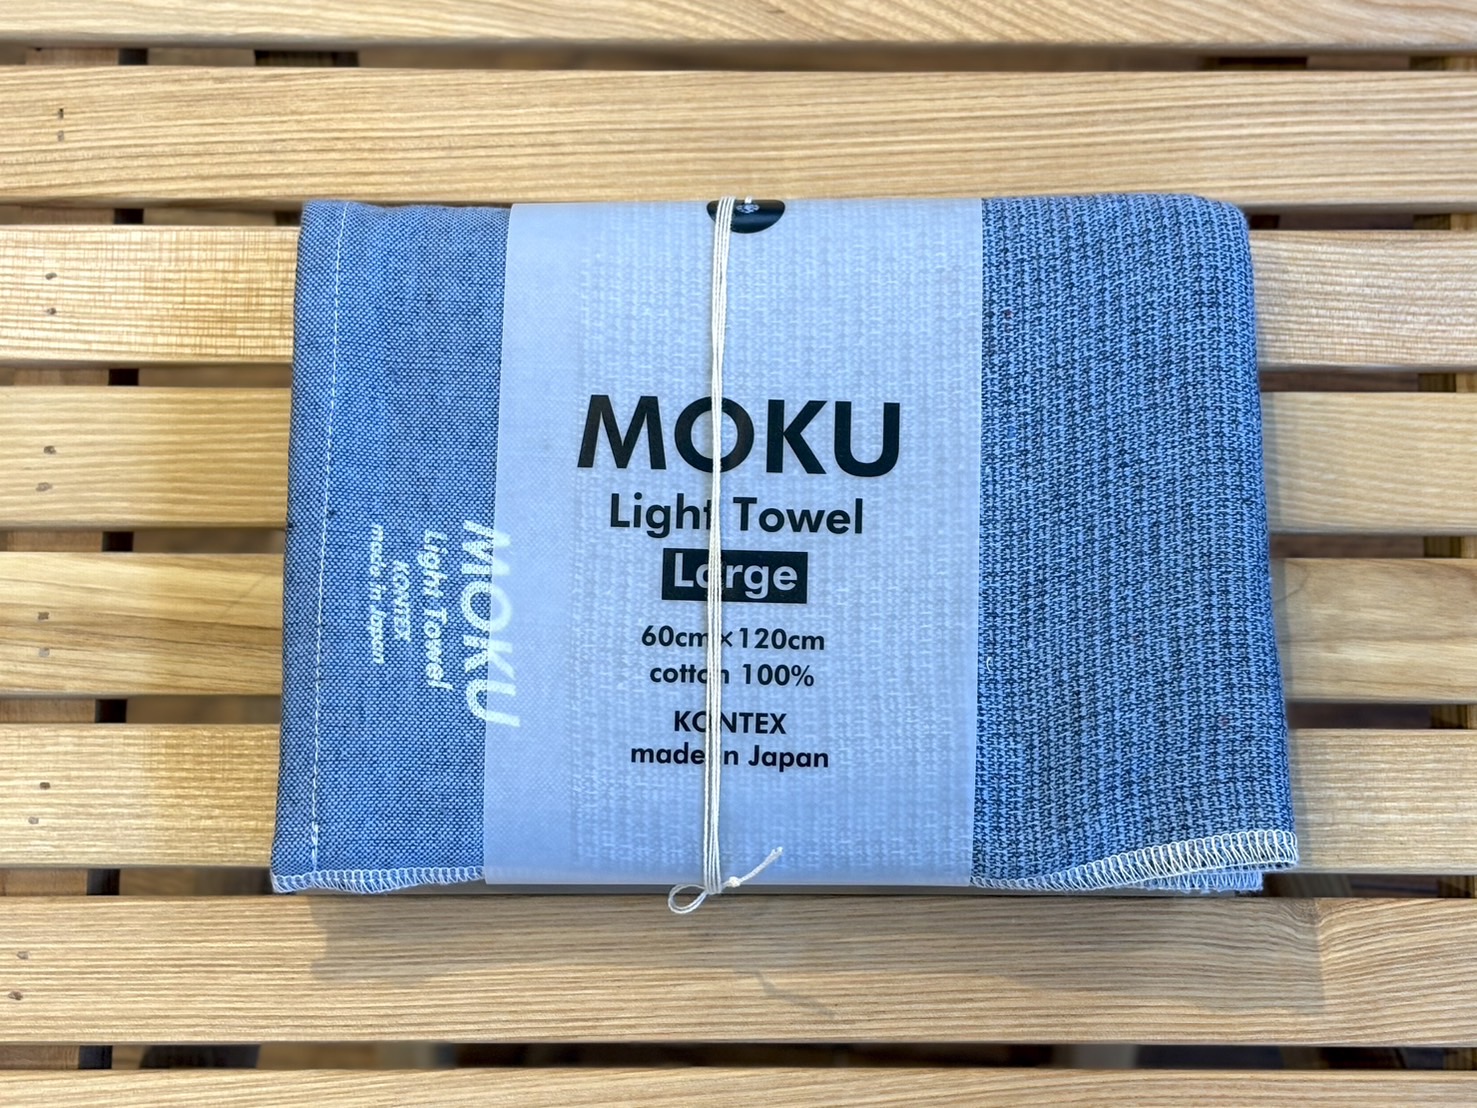 MOKU
Light Towel
Large
60cm×120cm
cotton 100%
KONTEX
made in Japan
MOKU
Light Towel
KONTEX
made in Japan